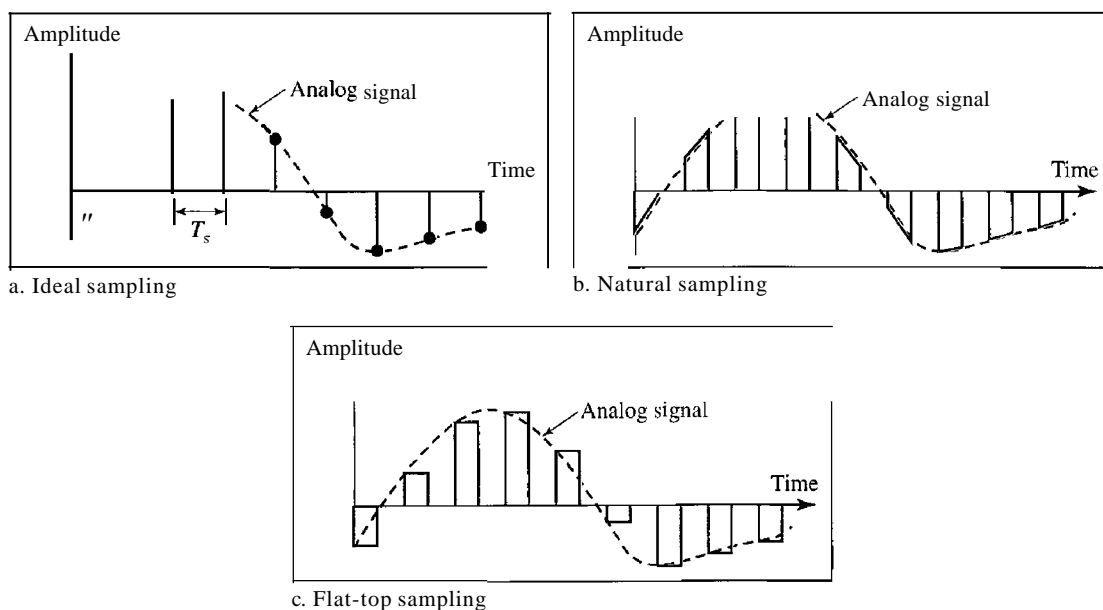 Amplitude
Analog signal
Time
"
Ts
a. Ideal sampling
Amplitude
Analog signal
Time
b. Natural sampling
Amplitude
Analog signal
Time
c. Flat-top sampling